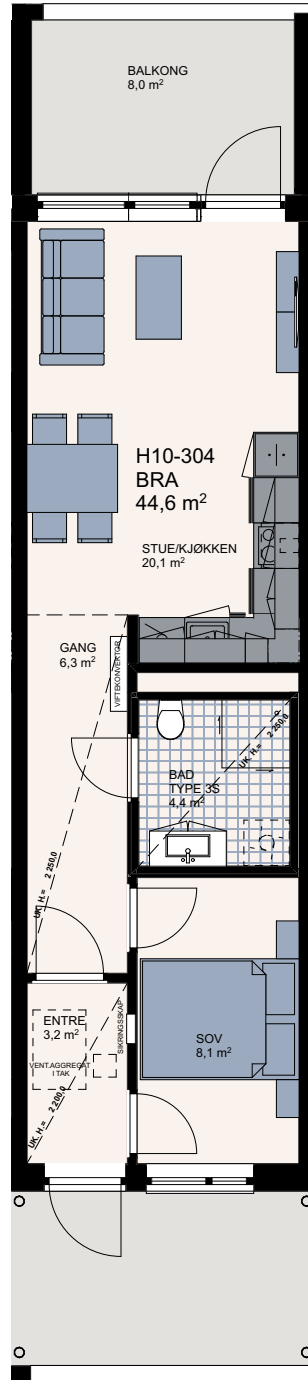 BALKONG
8,0 m²
H10-304
BRA
44,6 m²
STUE/KJØKKEN
20,1 m²
GANG
6,3 m²
VIFTEKONVEKTOR
BAD
TYPE 3S
4,4 m²
UK. H.= 2 250,0
UK. H.= 2 250,0
ENTRE
3,2 m²
SIKRINGSSKAP
VENT.AGGREGAT
I TAK
UK. H.= 2 200,0
SOV
8,1 m²